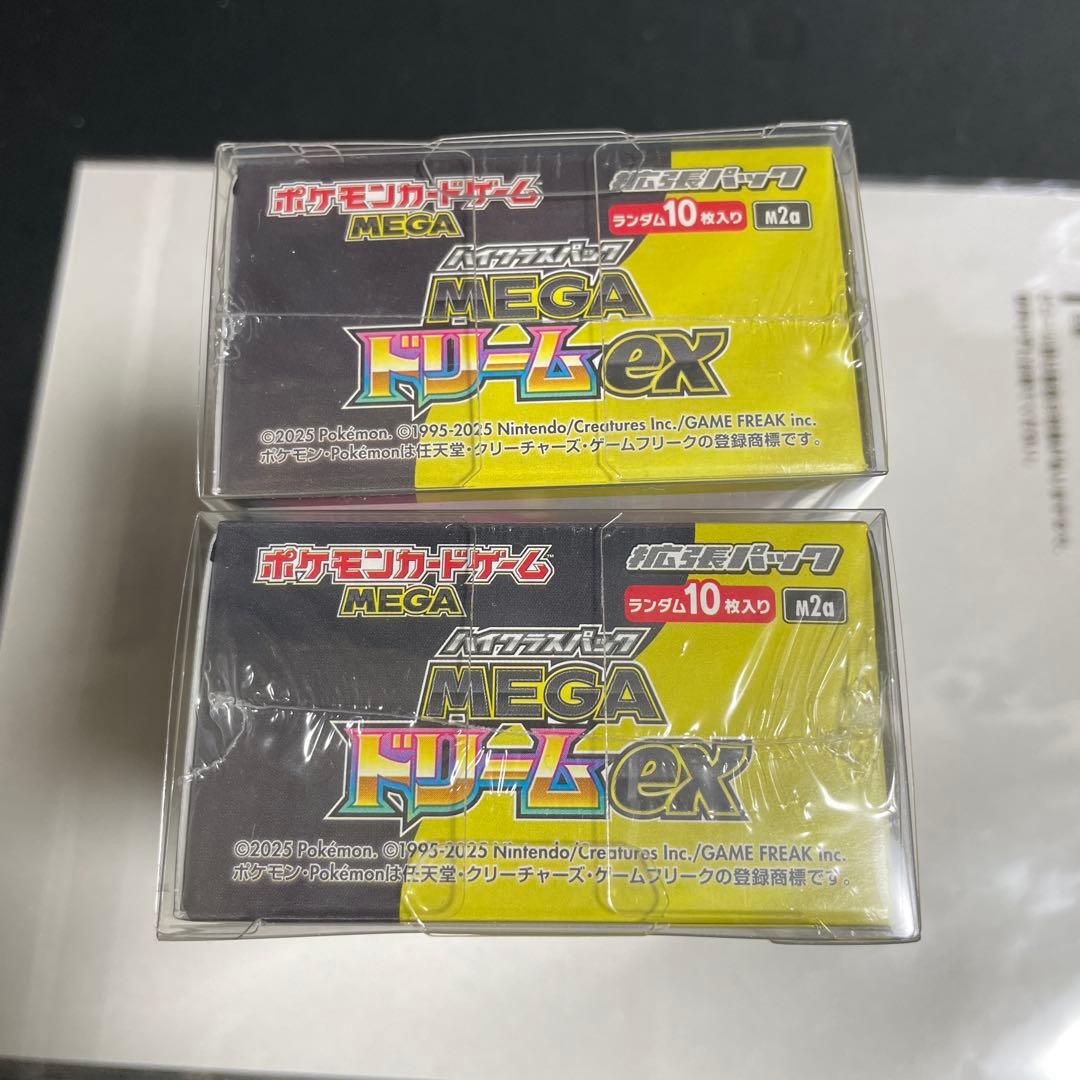 ポケモンカードゲーム
MEGA
拡張パック
ランダム10枚入り M2a
ハイクラスパック
MEGA
ドリームex
©2025 Pokémon. ©1995-2025 Nintendo/Creatures Inc./GAME FREAK inc.
ポケモン・Pokémonは任天堂・クリーチャーズ・ゲームフリークの登録商標です。
ポケモンカードゲーム™
MEGA
拡張パック
ランダム10枚入り M2a
ハイクラスパック
MEGA
ドリームex
©2025 Pokémon. ©1995-2025 Nintendo/Creatures Inc./GAME FREAK inc.
ポケモン・Pokémonは任天堂・クリーチャーズ・ゲームフリークの登録商標です。